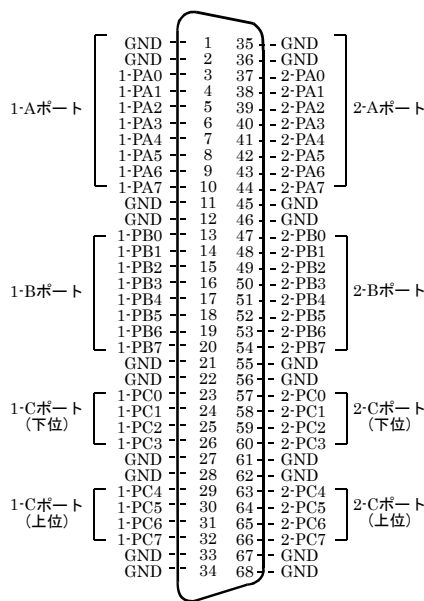 GND 1 35 GND
GND 2 36 GND
1-PA0 3 37 2-PA0
1-PA1 4 38 2-PA1
1-Aポート 1-PA2 5 39 2-PA2 2-Aポート
1-PA3 6 40 2-PA3
1-PA4 7 41 2-PA4
1-PA5 8 42 2-PA5
1-PA6 9 43 2-PA6
1-PA7 10 44 2-PA7
GND 11 45 GND
GND 12 46 GND
1-PB0 13 47 2-PB0
1-PB1 14 48 2-PB1
1-PB2 15 49 2-PB2
1-Bポート 1-PB3 16 50 2-PB3 2-Bポート
1-PB4 17 51 2-PB4
1-PB5 18 52 2-PB5
1-PB6 19 53 2-PB6
1-PB7 20 54 2-PB7
GND 21 55 GND
GND 22 56 GND
1-PC0 23 57 2-PC0
1-Cポート 1-PC1 24 58 2-PC1 2-Cポート
(下位) 1-PC2 25 59 2-PC2 (下位)
1-PC3 26 60 2-PC3
GND 27 61 GND
GND 28 62 GND
1-PC4 29 63 2-PC4
1-Cポート 1-PC5 30 64 2-PC5 2-Cポート
(上位) 1-PC6 31 65 2-PC6 (上位)
1-PC7 32 66 2-PC7
GND 33 67 GND
GND 34 68 GND